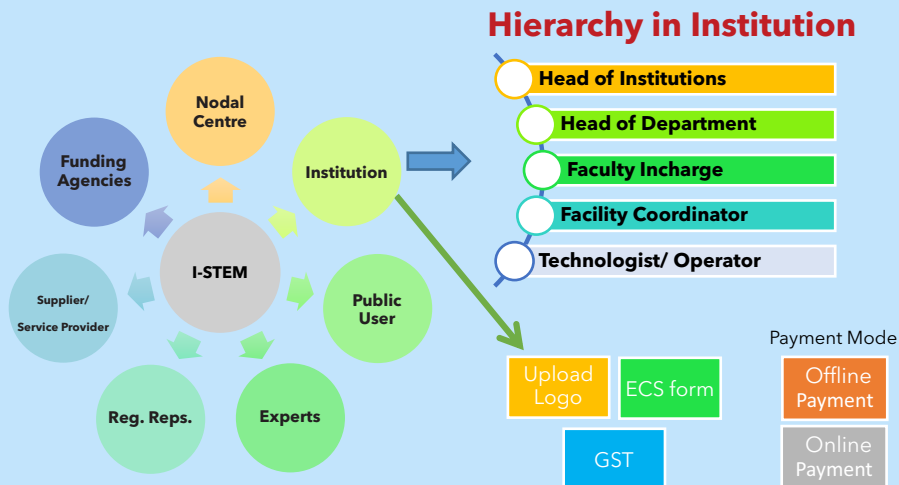 Hierarchy in Institution
Nodal
Centre
Funding
Agencies
Institution
I-STEM
Supplier/
Service Provider
Public
User
Reg. Reps.
Experts
Head of Institutions
Head of Department
Faculty Incharge
Facility Coordinator
Technologist/ Operator
Upload
Logo
ECS form
GST
Payment Mode
Offline
Payment
Online
Payment